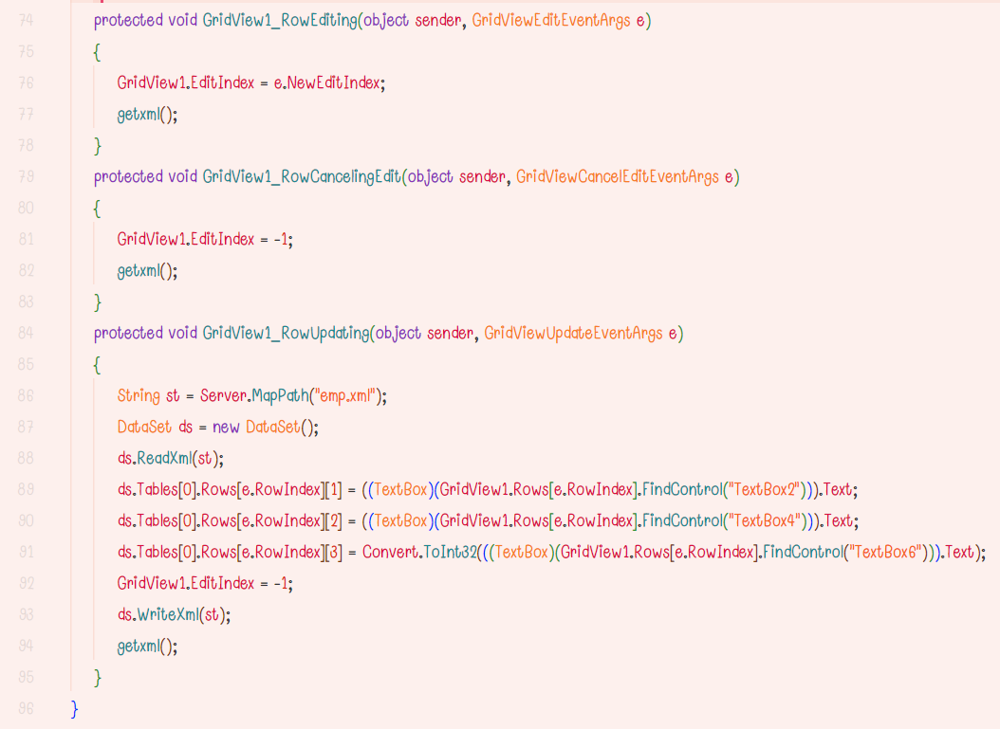 74 protected void GridView1_RowEditing(object sender, GridViewEditEventArgs e)
75 {
76 GridView1.EditIndex = e.NewEditIndex;
77 getxml();
78 }
79 protected void GridView1_RowCancelingEdit(object sender, GridViewCancelEditEventArgs e)
80 {
81 GridView1.EditIndex = -1;
82 getxml();
83 }
84 protected void GridView1_RowUpdating(object sender, GridViewUpdateEventArgs e)
85 {
86 String st = Server.MapPath("emp.xml");
87 DataSet ds = new DataSet();
88 ds.ReadXml(st);
89 ds.Tables[0].Rows[e.RowIndex][1] = ((TextBox)(GridView1.Rows[e.RowIndex].FindControl("TextBox2"))).Text;
90 ds.Tables[0].Rows[e.RowIndex][2] = ((TextBox)(GridView1.Rows[e.RowIndex].FindControl("TextBox4"))).Text;
91 ds.Tables[0].Rows[e.RowIndex][3] = Convert.ToInt32(((TextBox)(GridView1.Rows[e.RowIndex].FindControl("TextBox6"))).Text);
92 GridView1.EditIndex = -1;
93 ds.WriteXml(st);
94 getxml();
95 }
96 }